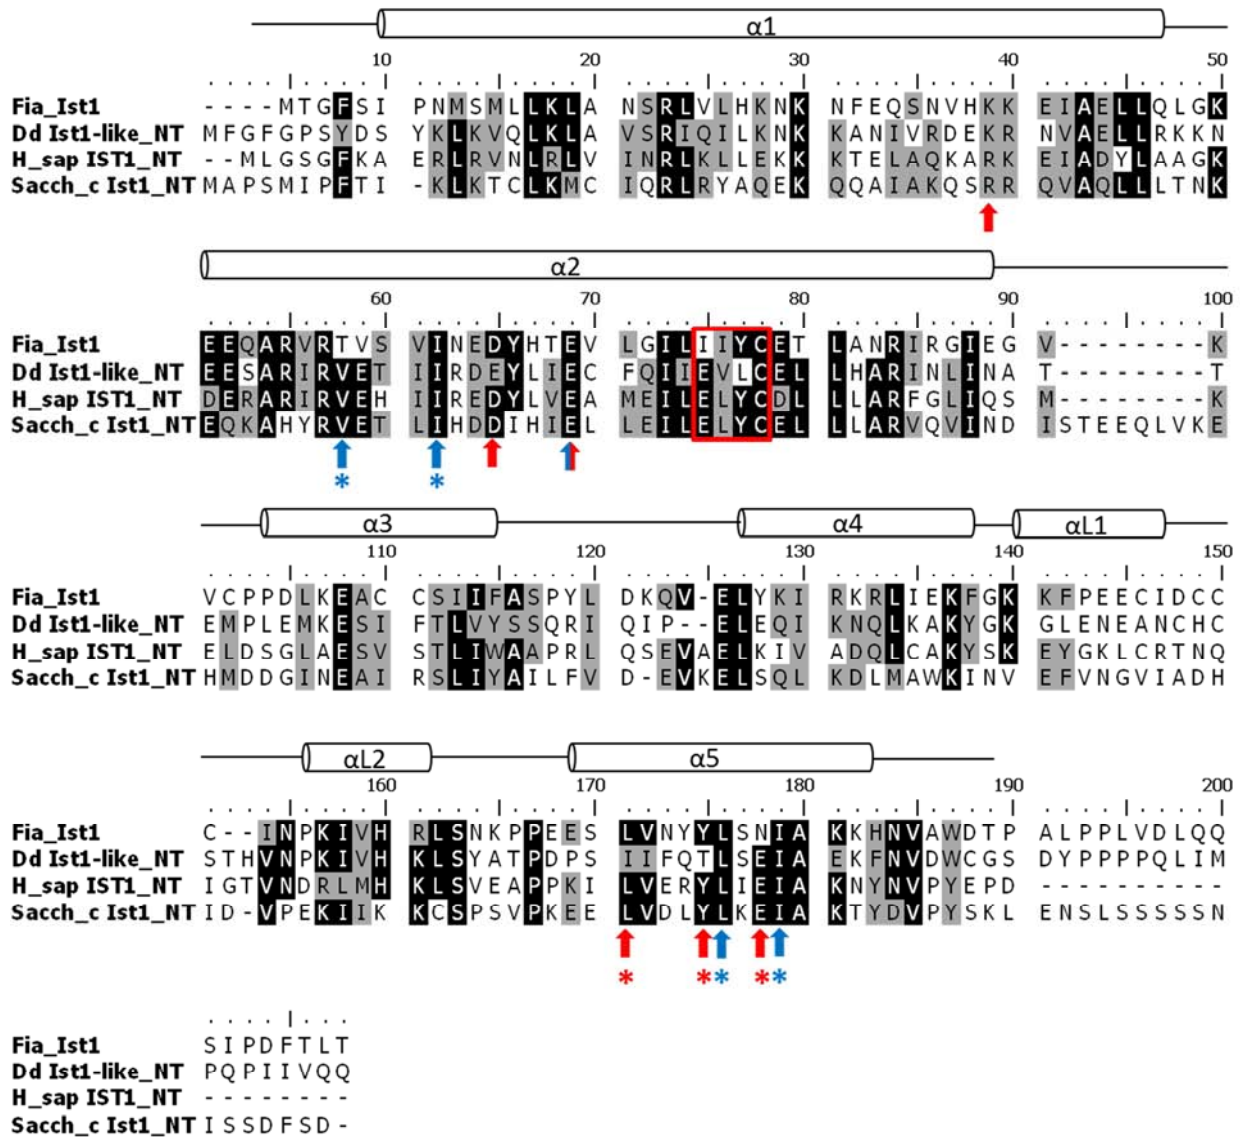 α1
10 20 30 40 50
Fia_Ist1 ----MTGFSI PNMSMLLKLA NSRLVLHKNK NFEQSNVHKK EIAELLQLGK
Dd Ist1-like_NT MFGFGPSYDS YKLKVQLKLA VSRIQILKNK KANIVRDEKR NVAELLRKKN
H_sap IST1_NT --MLGSGFKA ERLRVNLRLV INRLKLLEKK KTELAQKARK EIADYLAAGK
Sacch_c Ist1_NT MAPSMIPFTI -KLKTCLKMC IQRLRYAQEK QQAIAKQSRR QVAQLLLTNK
α2
60 70 80 90 100
Fia_Ist1 EEQARVRTVS VINEDYHTEV LGILIIYCET LANRIRGIEG V--------K
Dd Ist1-like_NT EESARIRVET IIRDEYLIEC FQIIEVLCEL LHARINLINA T--------T
H_sap IST1_NT DERARIRVEH IIREDYLVEA MEILELYCDL LLARFGLIQS M--------K
Sacch_c Ist1_NT EQKAHYRVET LIHDDIHIEL LEILELYCEL LLARVQVIND ISTEEQLVKE
* *
α3 α4 αL1
110 120 130 140 150
Fia_Ist1 VCPPDLKEAC CSIIFASPYL DKQV-ELYKI RKRLIEKFGK KFPEECIDCC
Dd Ist1-like_NT EMPLEMKESI FTLVYSSQRI QIP--ELEQI KNQLKAKYGK GLENEANCHC
H_sap IST1_NT ELDSGLAESV STLIWAAPRL QSEVAELKIV ADQLCAKYSK EYGKLCRTNQ
Sacch_c Ist1_NT HMDDGINEAI RSLIYAILFV D-EVKELSQL KDLMAWKINV EFVNGVIADH
αL2 α5
160 170 180 190 200
Fia_Ist1 C--INPKIVH RLSNKPPEES LVNYYLSNIA KKHNVAWDTP ALPPLVDLQQ
Dd Ist1-like_NT STHVNPKIVH KLSYATPDPS IIFQTLSEIA EKFNVDWCGS DYPPPPQLIM
H_sap IST1_NT IGTVNDRLMH KLSVEAPPKI LVERYLIEIA KNYNVPYEPD ----------
Sacch_c Ist1_NT ID-VPEKIIK KCSPSVPKEE LVDLYLKEIA KTYDVPYSKL ENSLSSSSSN
* * * * *
Fia_Ist1 SIPDFTLT
Dd Ist1-like_NT PQPIIVQQ
H_sap IST1_NT --------
Sacch_c Ist1_NT ISSDFSD-